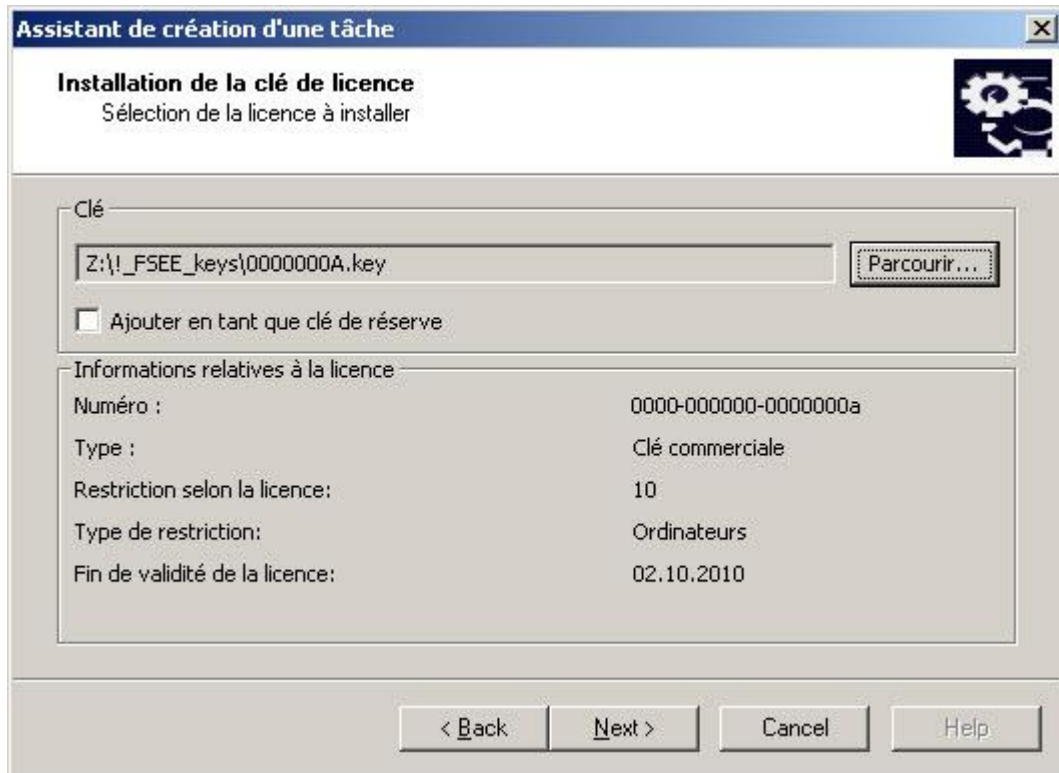 Assistant de création d'une tâche
Installation de la clé de licence
Sélection de la licence à installer
Clé
Z:\!_FSEE_keys\0000000A.key
Parcourir...
Ajouter en tant que clé de réserve
Informations relatives à la licence
Numéro : 0000-000000-0000000a
Type : Clé commerciale
Restriction selon la licence: 10
Type de restriction: Ordinateurs
Fin de validité de la licence: 02.10.2010
< Back Next > Cancel Help